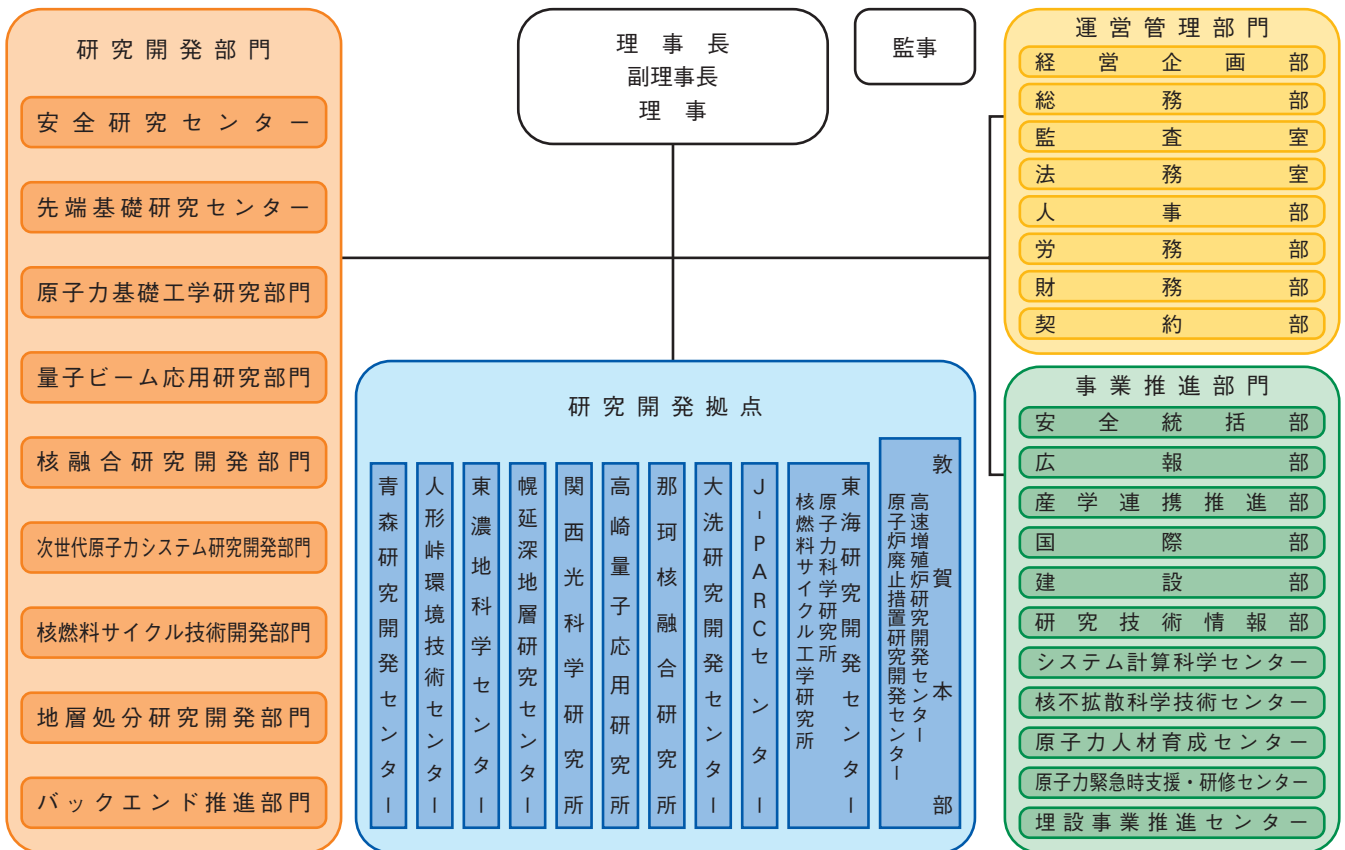 研究開発部門
安全研究センター
先端基礎研究センター
原子力基礎工学研究部門
量子ビーム応用研究部門
核融合研究開発部門
次世代原子力システム研究開発部門
核燃料サイクル技術開発部門
地層処分研究開発部門
バックエンド推進部門
理事長
副理事長
理事
監事
運営管理部門
経営企画部
総務部
監査室
法務室
人事部
労務部
財務部
契約部
事業推進部門
安全統括部
広報部
産学連携推進部
国際部
建設部
研究技術情報部
システム計算科学センター
核不拡散科学技術センター
原子力人材育成センター
原子力緊急時支援・研修センター
埋設事業推進センター
研究開発拠点
敦賀本部
高速増殖炉研究開発センター
原子炉廃止措置研究開発センター
東海研究開発センター
原子力科学研究所
核燃料サイクル工学研究所
J-PARCセンター
大洗研究開発センター
那珂核融合研究所
高崎量子応用研究所
関西光科学研究所
幌延深地層研究センター
東濃地科学センター
人形峠環境技術センター
青森研究開発センター